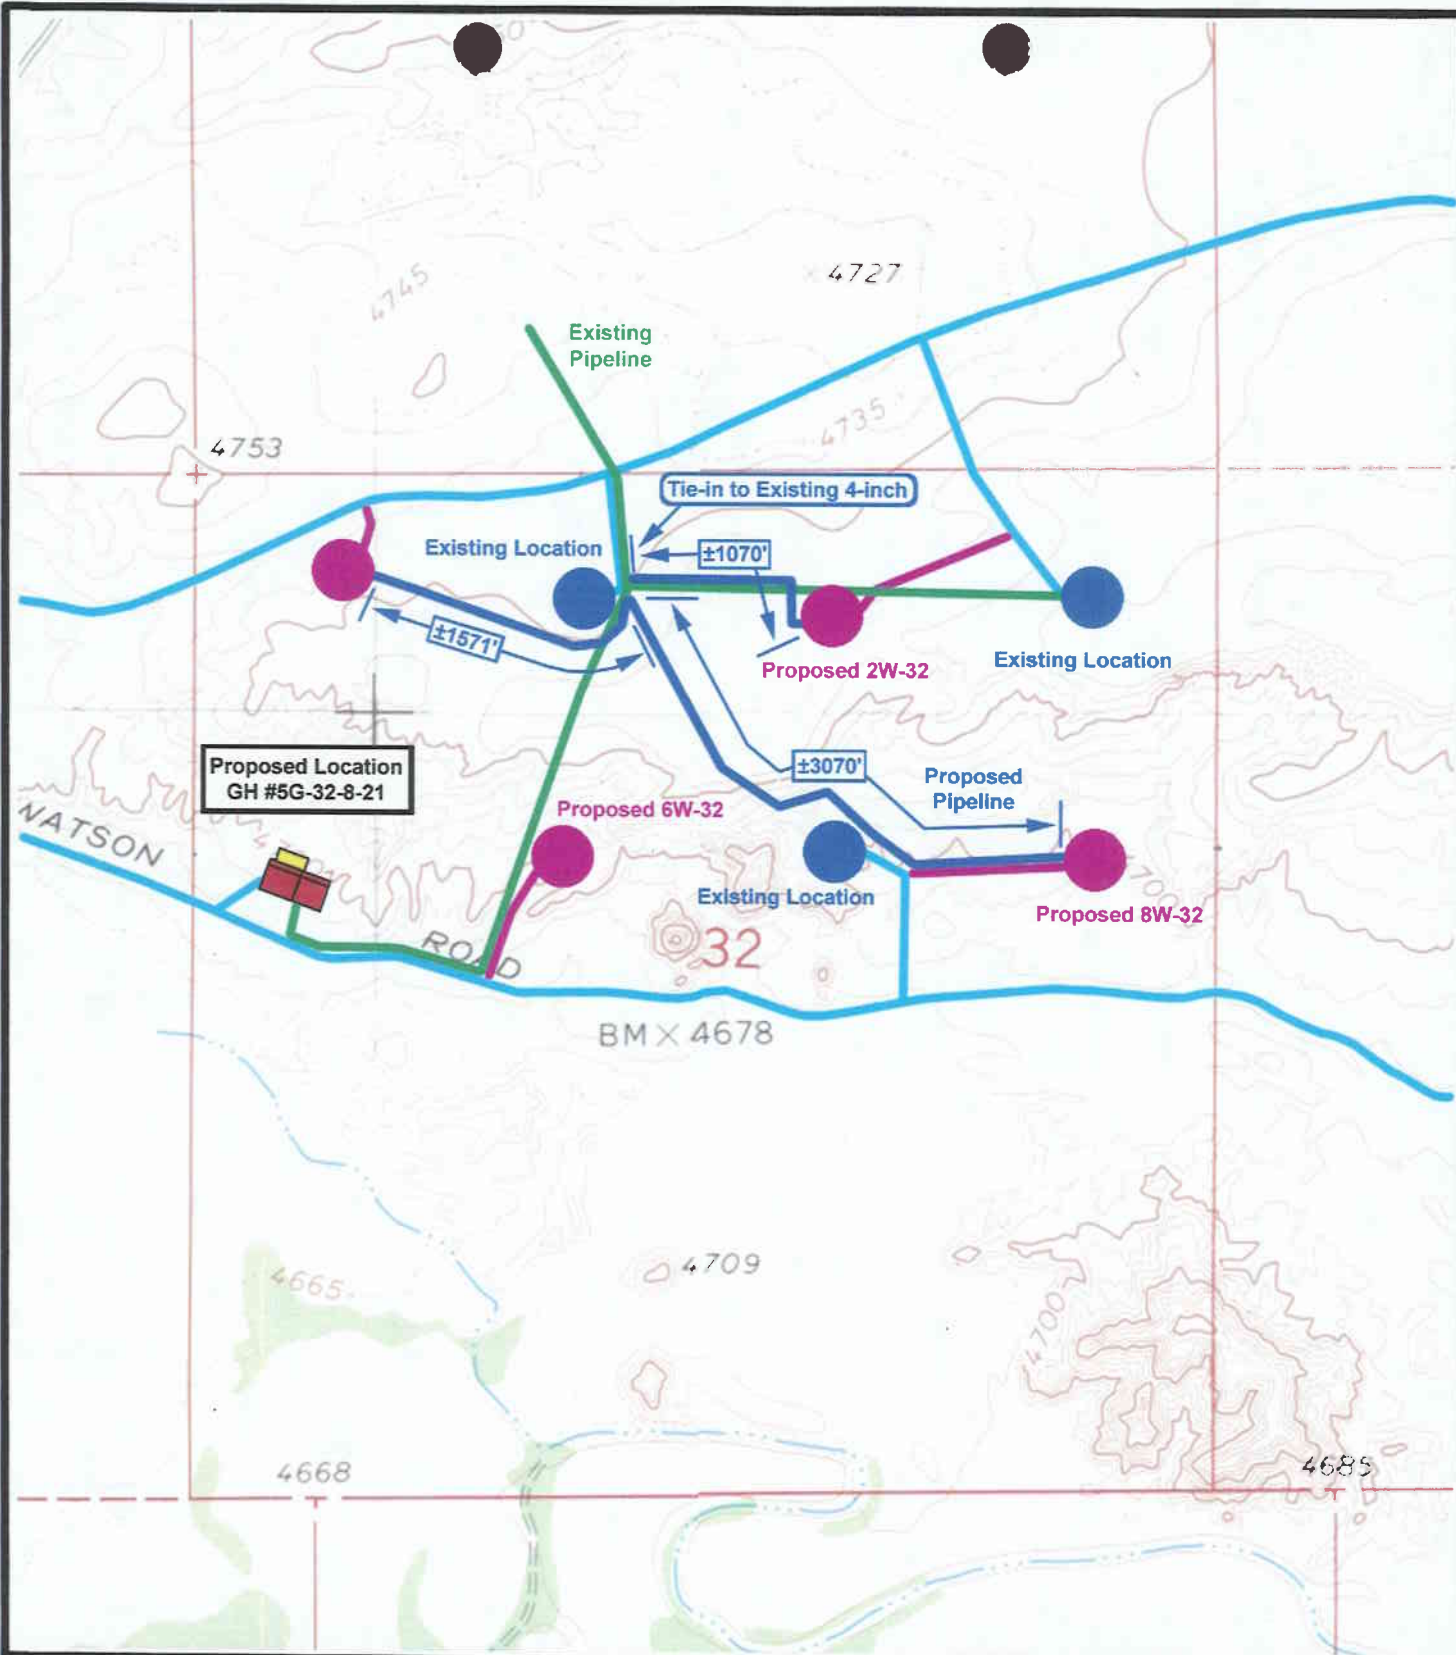 4727
4745
Existing
Pipeline
4735
4753
Tie-in to Existing 4-inch
Existing Location
±1070'
±1571'
Proposed 2W-32
Existing Location
Proposed Location
GH #5G-32-8-21
±3070'
Proposed
Pipeline
Proposed 6W-32
WATSON
Existing Location
Proposed 8W-32
ROAD
32
BM × 4678
4709
4665
4700
4668
4685